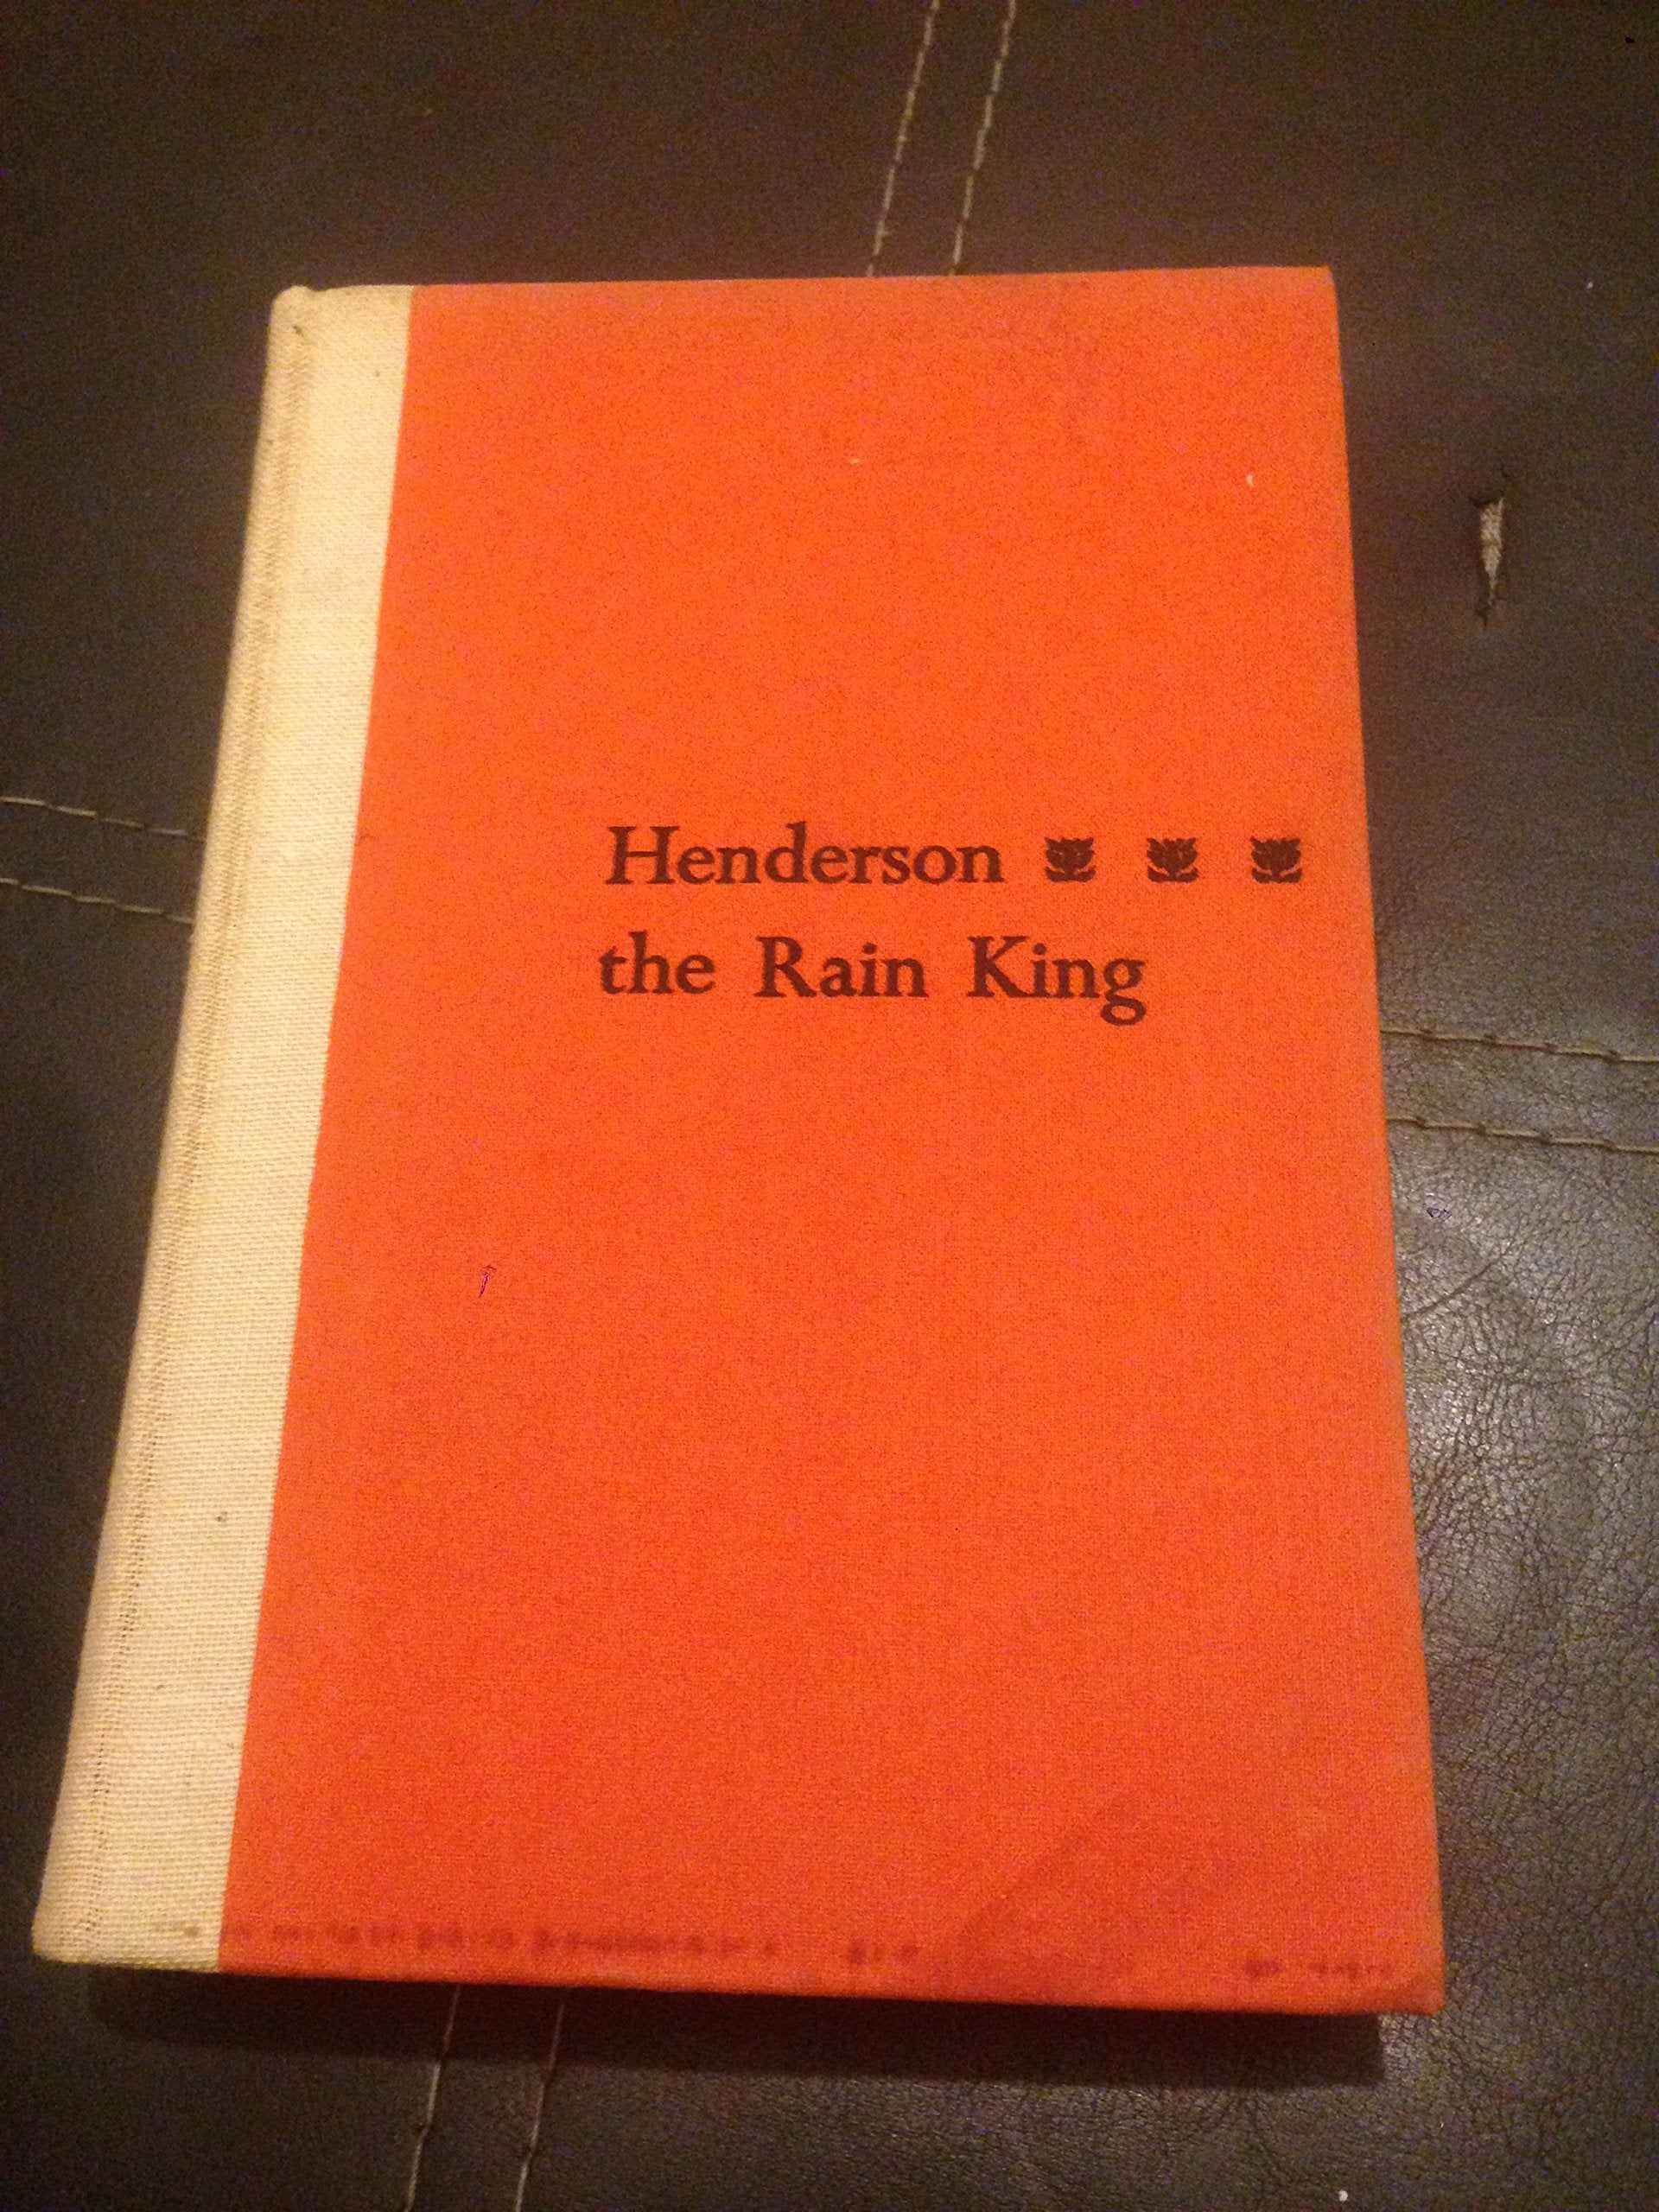 Henderson
the Rain King